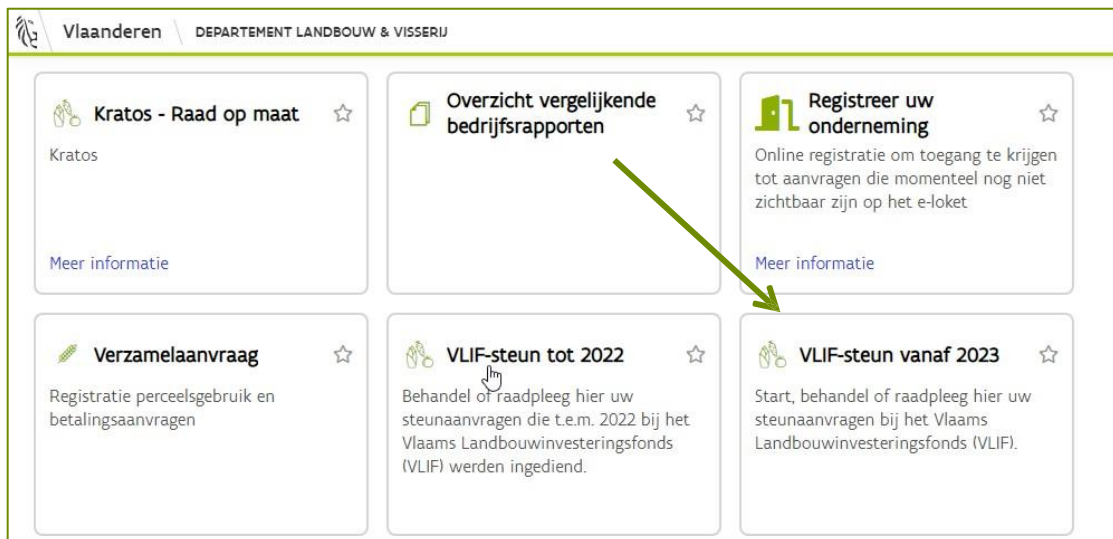 Vlaanderen DEPARTEMENT LANDBOUW & VISSERIJ
Kratos - Raad op maat
Kratos
Meer informatie
Overzicht vergelijkende
bedrijfsrapporten
Registreer uw
onderneming
Online registratie om toegang te krijgen
tot aanvragen die momenteel nog niet
zichtbaar zijn op het e-loket
Meer informatie
Verzamelaanvraag
Registratie perceelsgebruik en
betalingsaanvragen
VLIF-steun tot 2022
Behandel of raadpleeg hier uw
steunaanvragen die t.e.m. 2022 bij het
Vlaams Landbouwinvesteringsfonds
(VLIF) werden ingediend.
VLIF-steun vanaf 2023
Start, behandel of raadpleeg hier uw
steunaanvragen bij het Vlaams
Landbouwinvesteringsfonds (VLIF).